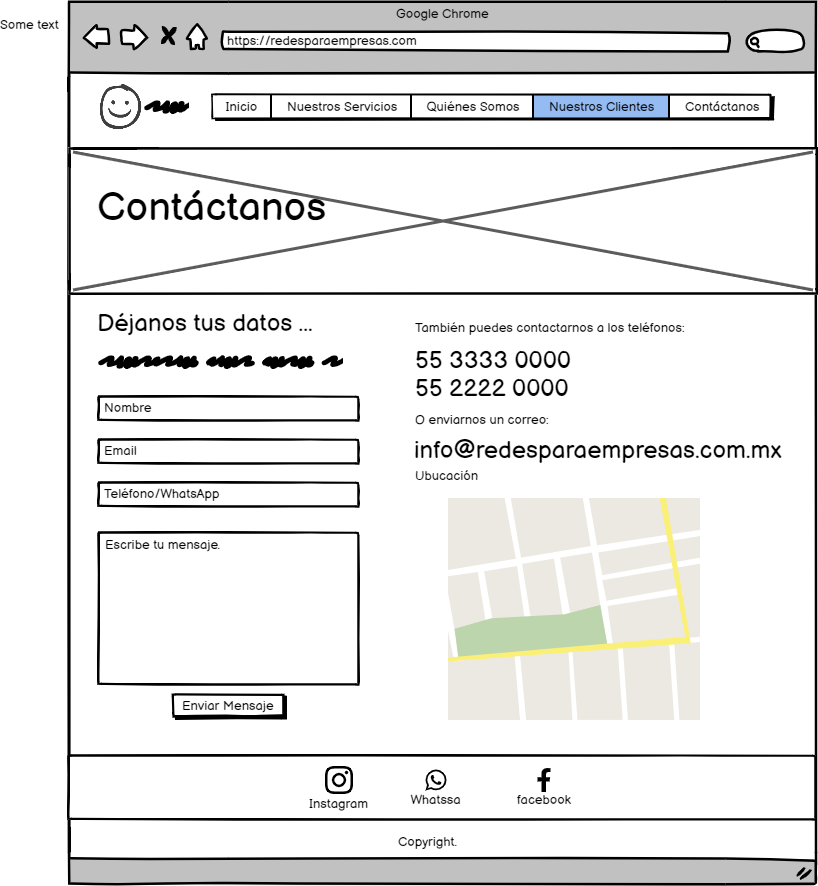 Google Chrome
Some text
https://redesparaempresas.com
Inicio Nuestros Servicios Quiénes Somos Nuestros Clientes Contáctanos
Contáctanos
Déjanos tus datos ...
Nombre
Email
Teléfono/WhatsApp
Escribe tu mensaje.
Enviar Mensaje
También puedes contactarnos a los teléfonos:
55 3333 0000
55 2222 0000
O enviarnos un correo:
info@redesparaempresas.com.mx
Ubucación
Instagram Whatssa facebook
Copyright.